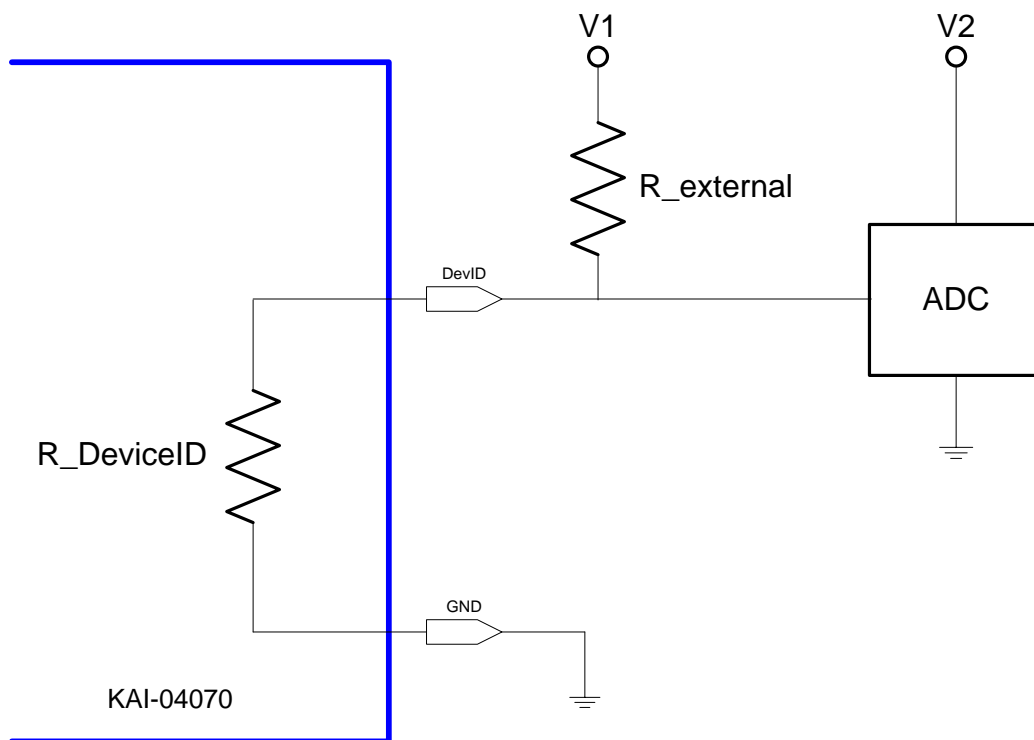 V1
V2
R_external
DevID
ADC
R_DeviceID
GND
KAI-04070